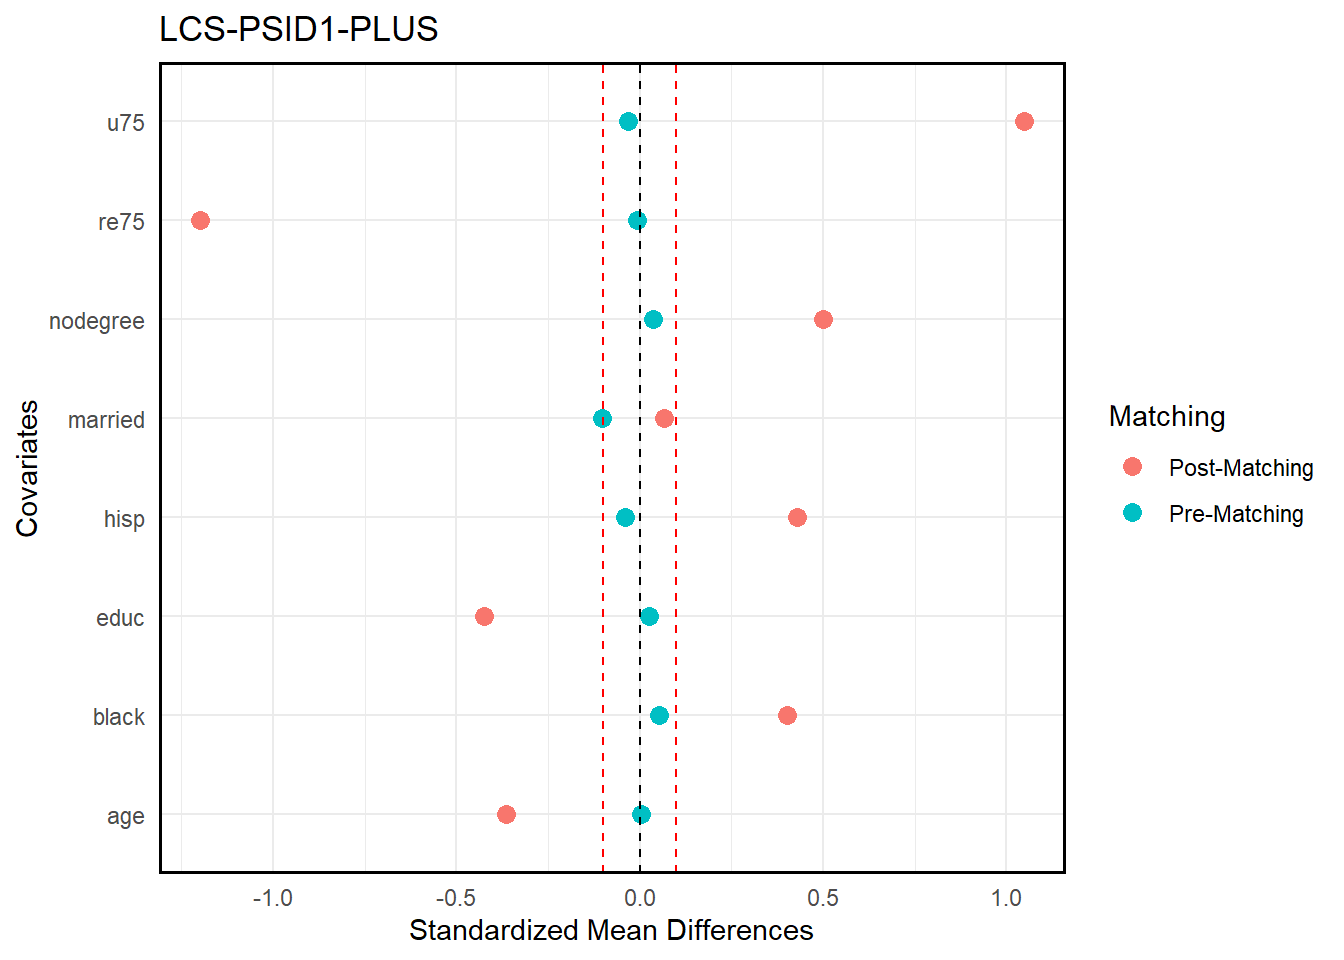 LCS-PSID1-PLUS
u75
re75
nodegree
married
hisp
educ
black
age
Covariates
-1.0
-0.5
0.0
0.5
1.0
Standardized Mean Differences
Matching
Post-Matching
Pre-Matching